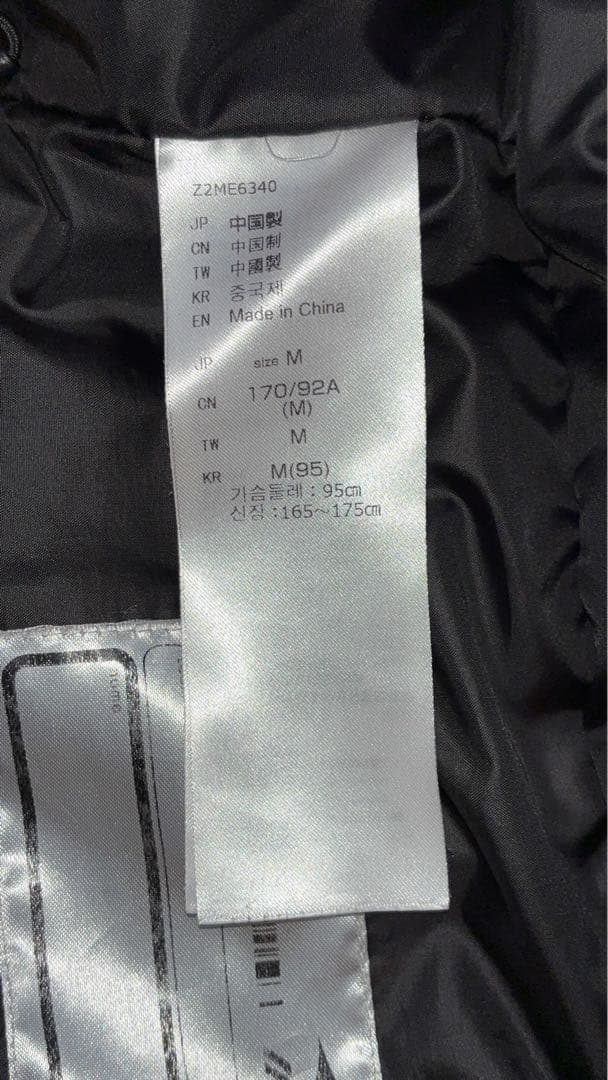 Z2ME6340
JP 中国製
CN 中国制
TW 中國製
KR 중국제
EN Made in China
JP size M
CN 170/92A
(M)
TW M
KR M(95)
가슴둘레 : 95㎝
신장 : 165~175㎝
name